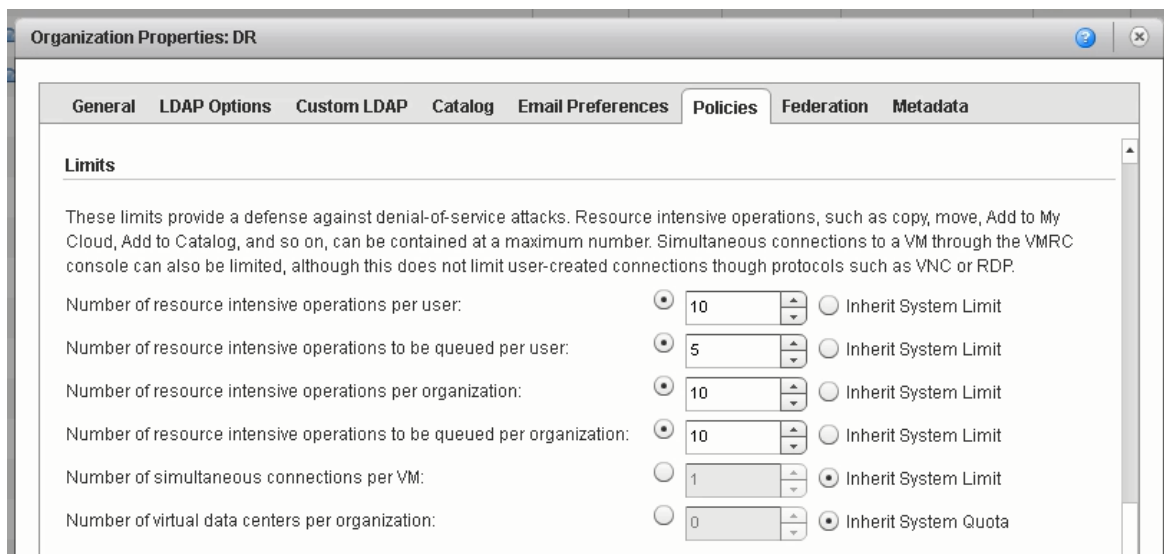 Organization Properties: DR
General LDAP Options Custom LDAP Catalog Email Preferences Policies Federation Metadata
Limits
These limits provide a defense against denial-of-service attacks. Resource intensive operations, such as copy, move, Add to My
Cloud, Add to Catalog, and so on, can be contained at a maximum number. Simultaneous connections to a VM through the VMRC
console can also be limited, although this does not limit user-created connections though protocols such as VNC or RDP.
Number of resource intensive operations per user: 10 Inherit System Limit
Number of resource intensive operations to be queued per user: 5 Inherit System Limit
Number of resource intensive operations per organization: 10 Inherit System Limit
Number of resource intensive operations to be queued per organization: 10 Inherit System Limit
Number of simultaneous connections per VM: 1 Inherit System Limit
Number of virtual data centers per organization: 0 Inherit System Quota